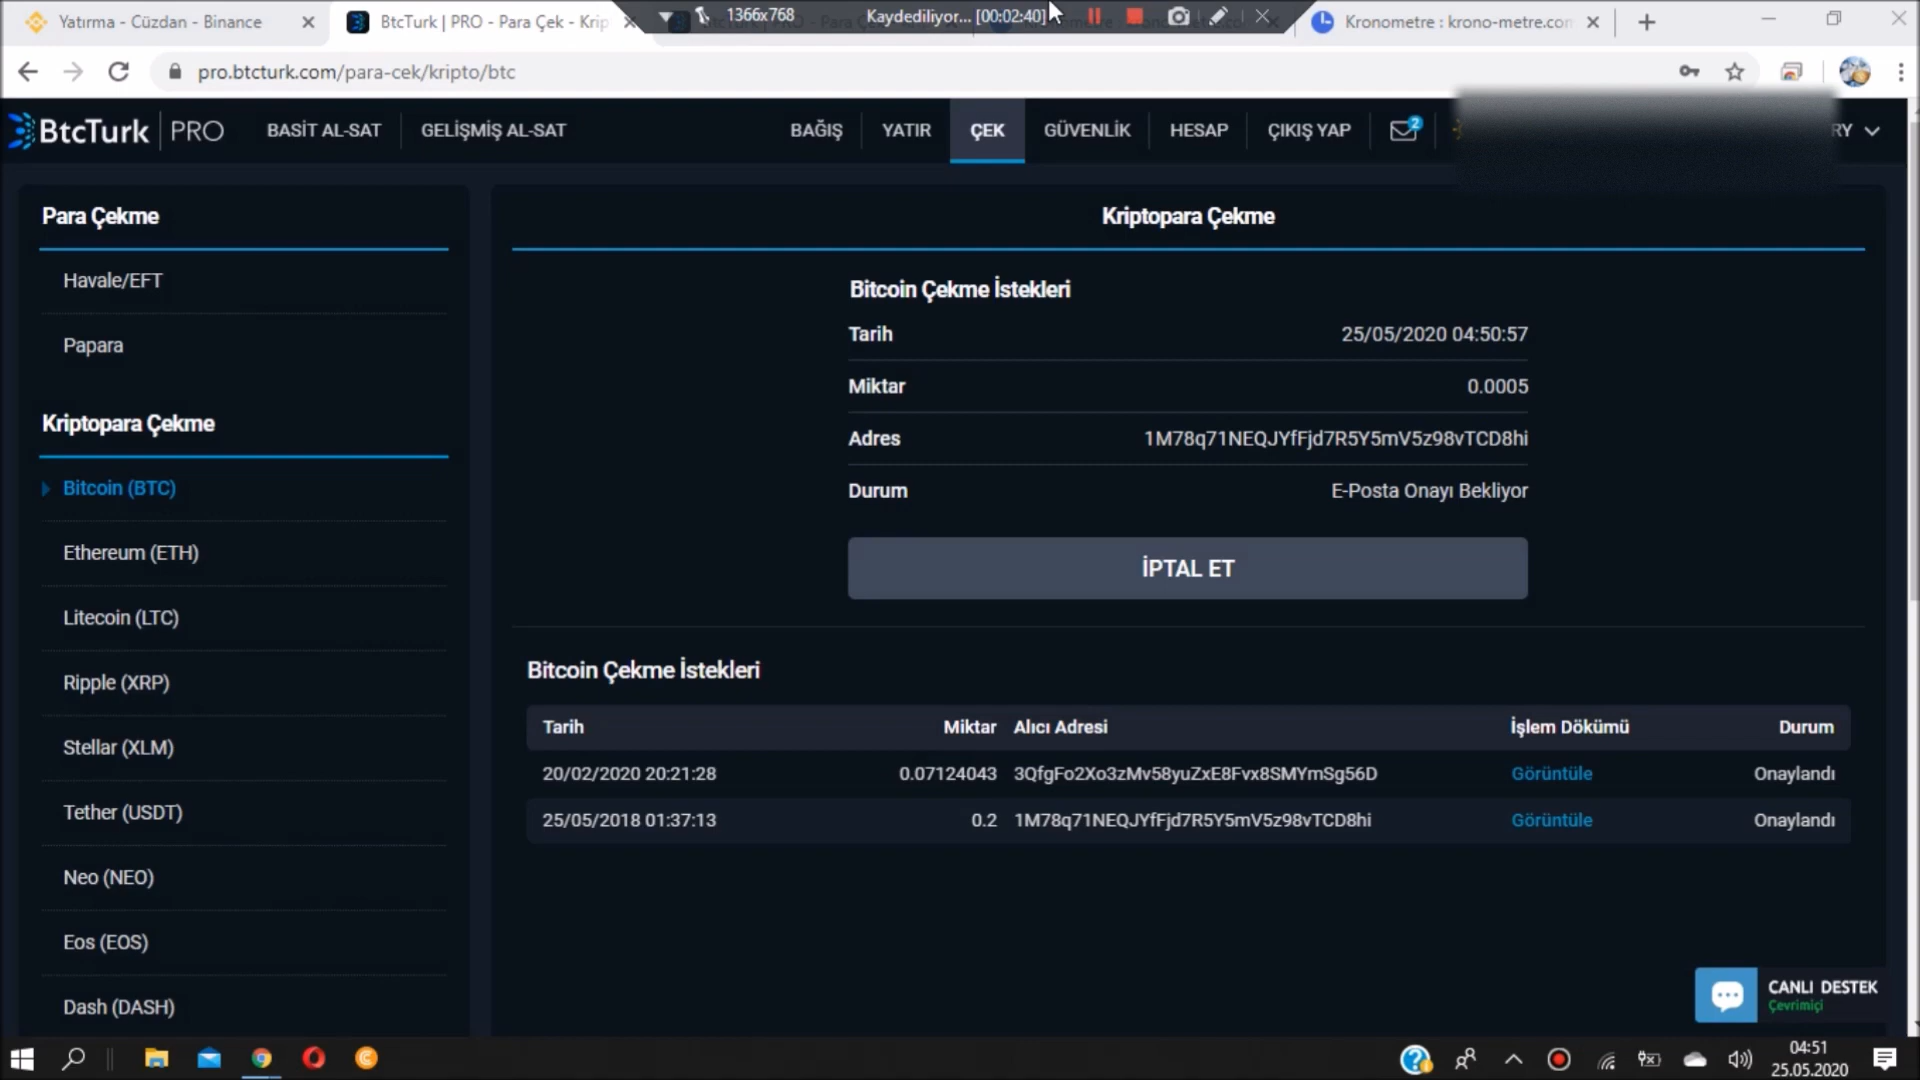 Yatırma - Cüzdan - Binance
BtcTurk | PRO - Para Çek - Krip
1366x768
Kaydediliyor... [00:02:40]
Kronometre : krono-metre.com
pro.btcturk.com/para-cek/kripto/btc
BtcTurk | PRO
BASİT AL-SAT
GELİŞMİŞ AL-SAT
BAĞIŞ
YATIR
ÇEK
GÜVENLİK
HESAP
ÇIKIŞ YAP
2
RY
Para Çekme
Havale/EFT
Papara
Kriptopara Çekme
Bitcoin (BTC)
Ethereum (ETH)
Litecoin (LTC)
Ripple (XRP)
Stellar (XLM)
Tether (USDT)
Neo (NEO)
Eos (EOS)
Dash (DASH)
Kriptopara Çekme
Bitcoin Çekme İstekleri
Tarih 25/05/2020 04:50:57
Miktar 0.0005
Adres 1M78q71NEQJYfFjd7R5Y5mV5z98vTCD8hi
Durum E-Posta Onayı Bekliyor
İPTAL ET
Bitcoin Çekme İstekleri
Tarih Miktar Alıcı Adresi İşlem Dökümü Durum
20/02/2020 20:21:28 0.07124043 3QfgFo2Xo3zMv58yuZxE8Fvx8SMYmSg56D Görüntüle Onaylandı
25/05/2018 01:37:13 0.2 1M78q71NEQJYfFjd7R5Y5mV5z98vTCD8hi Görüntüle Onaylandı
CANLI DESTEK
Çevrimiçi
04:51
25.05.2020